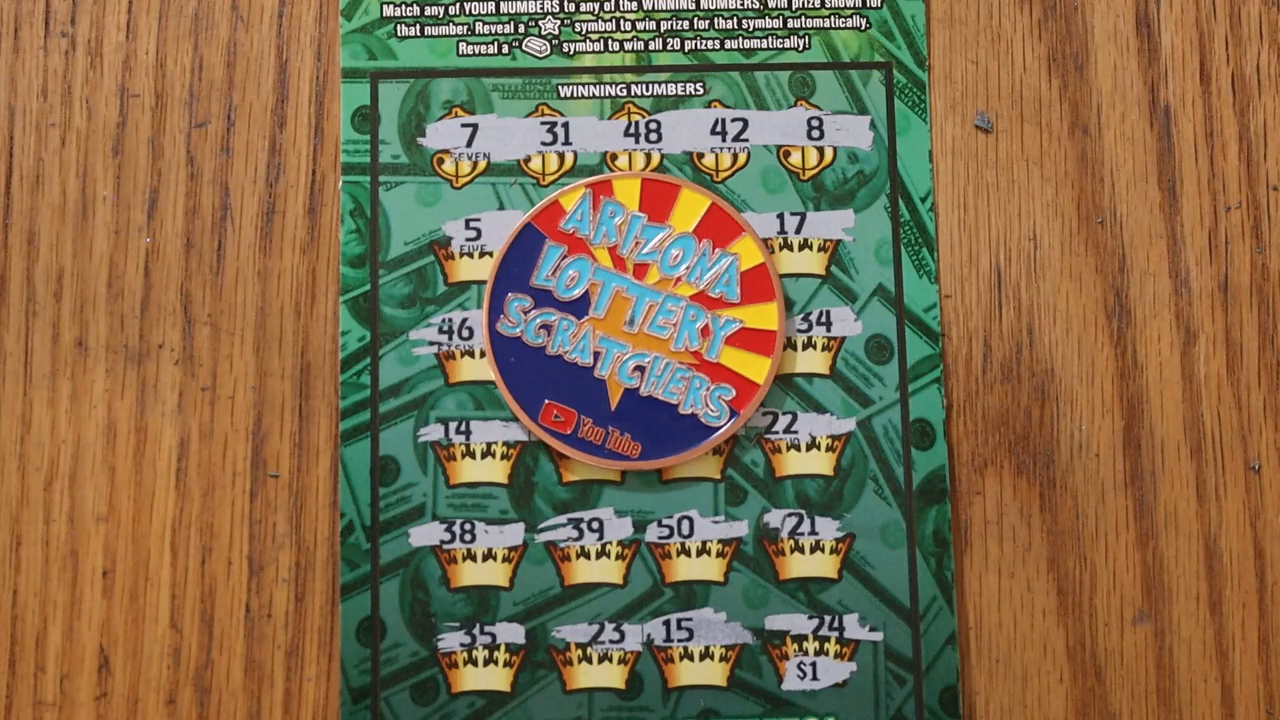 Match any of YOUR NUMBERS to any of the WINNING NUMBERS, win prize shown for
that number. Reveal a " " symbol to win prize for that symbol automatically.
Reveal a " " symbol to win all 20 prizes automatically!
WINNING NUMBERS
7 31 48 42 8
SEVEN
5 17
FIVE
46 34
14 22
38 39 50 21
35 23 15 24
$1
ARIZONA
LOTTERY
SCRATCHERS
YouTube